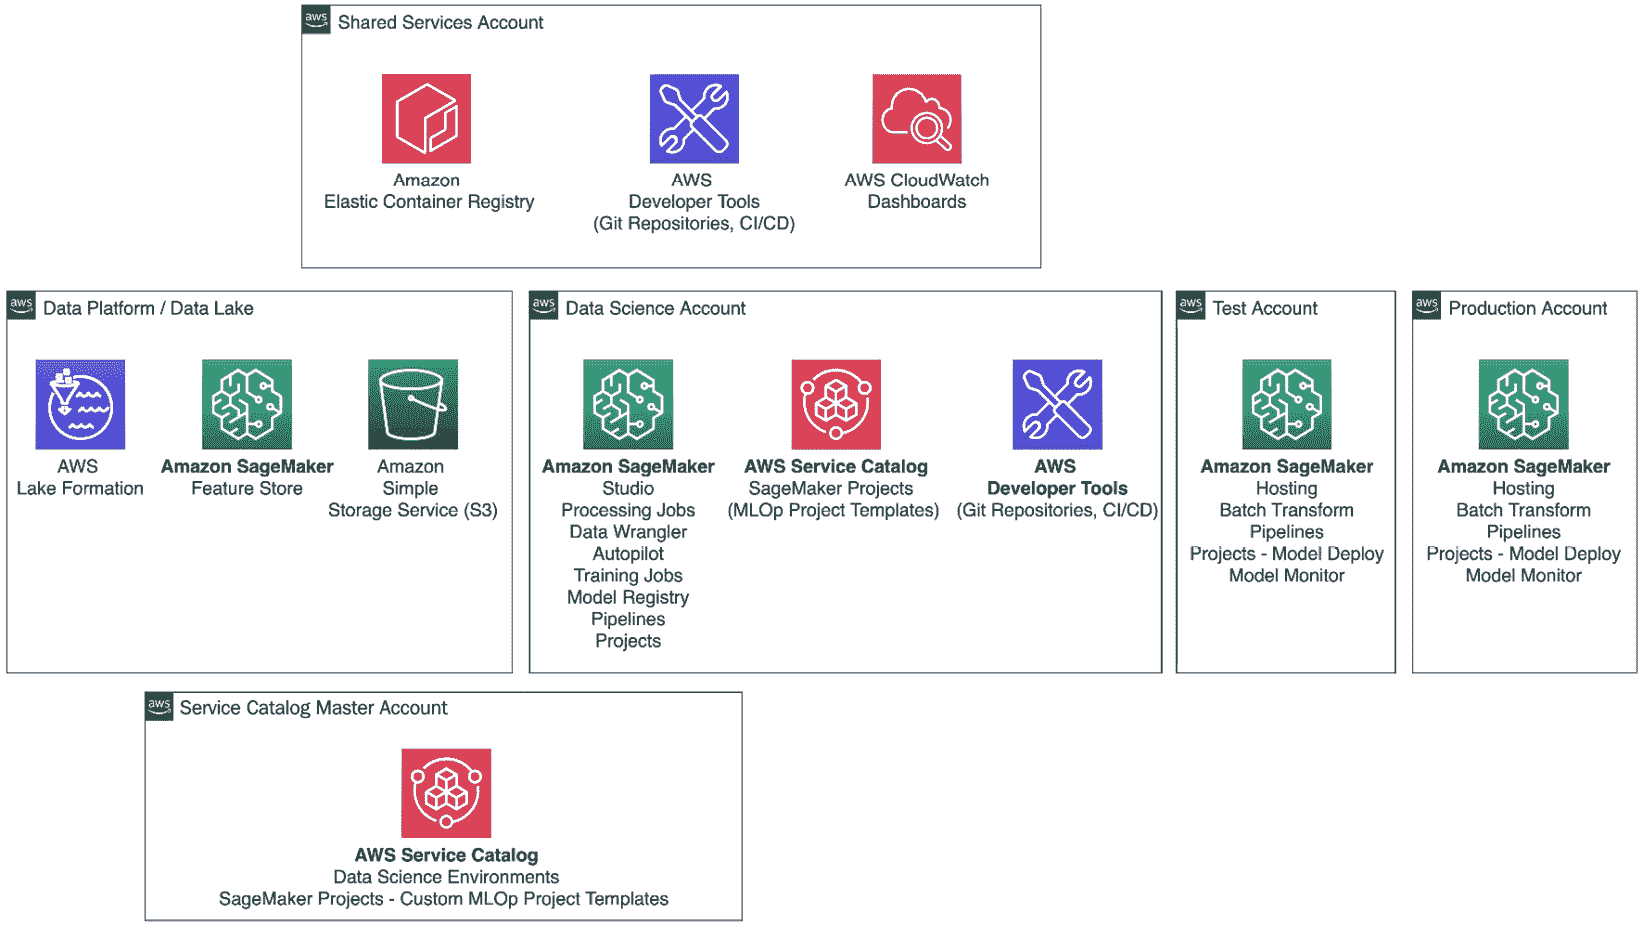 aws Shared Services Account
Amazon
Elastic Container Registry
AWS
Developer Tools
(Git Repositories, CI/CD)
AWS CloudWatch
Dashboards
aws Data Platform / Data Lake
AWS
Lake Formation
Amazon SageMaker
Feature Store
Amazon
Simple
Storage Service (S3)
aws Data Science Account
Amazon SageMaker
Studio
Processing Jobs
Data Wrangler
Autopilot
Training Jobs
Model Registry
Pipelines
Projects
AWS Service Catalog
SageMaker Projects
(MLOp Project Templates)
AWS
Developer Tools
(Git Repositories, CI/CD)
aws Test Account
Amazon SageMaker
Hosting
Batch Transform
Pipelines
Projects - Model Deploy
Model Monitor
aws Production Account
Amazon SageMaker
Hosting
Batch Transform
Pipelines
Projects - Model Deploy
Model Monitor
aws Service Catalog Master Account
AWS Service Catalog
Data Science Environments
SageMaker Projects - Custom MLOp Project Templates